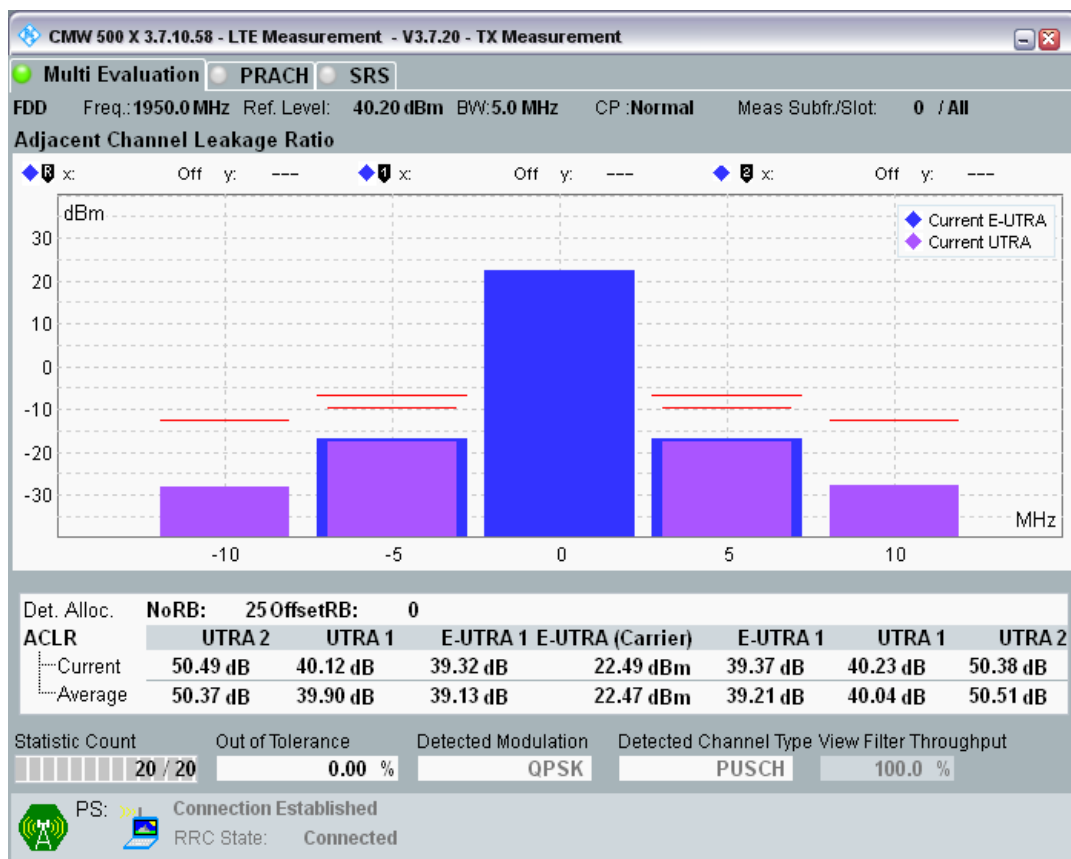 CMW 500 X 3.7.10.58 - LTE Measurement - V3.7.20 - TX Measurement
Multi Evaluation PRACH SRS
FDD Freq.: 1950.0 MHz Ref. Level: 40.20 dBm BW: 5.0 MHz CP : Normal Meas Subfr./Slot: 0 / All
Adjacent Channel Leakage Ratio
R x: Off y: --- 1 x: Off y: --- 2 x: Off y: ---
dBm
Current E-UTRA
Current UTRA
30
20
10
0
-10
-20
-30
MHz
-10 -5 0 5 10
Det. Alloc. NoRB: 25 OffsetRB: 0
ACLR UTRA 2 UTRA 1 E-UTRA 1 E-UTRA (Carrier) E-UTRA 1 UTRA 1 UTRA 2
Current 50.49 dB 40.12 dB 39.32 dB 22.49 dBm 39.37 dB 40.23 dB 50.38 dB
Average 50.37 dB 39.90 dB 39.13 dB 22.47 dBm 39.21 dB 40.04 dB 50.51 dB
Statistic Count Out of Tolerance Detected Modulation Detected Channel Type View Filter Throughput
20 / 20 0.00 % QPSK PUSCH 100.0 %
PS: Connection Established
RRC State: Connected